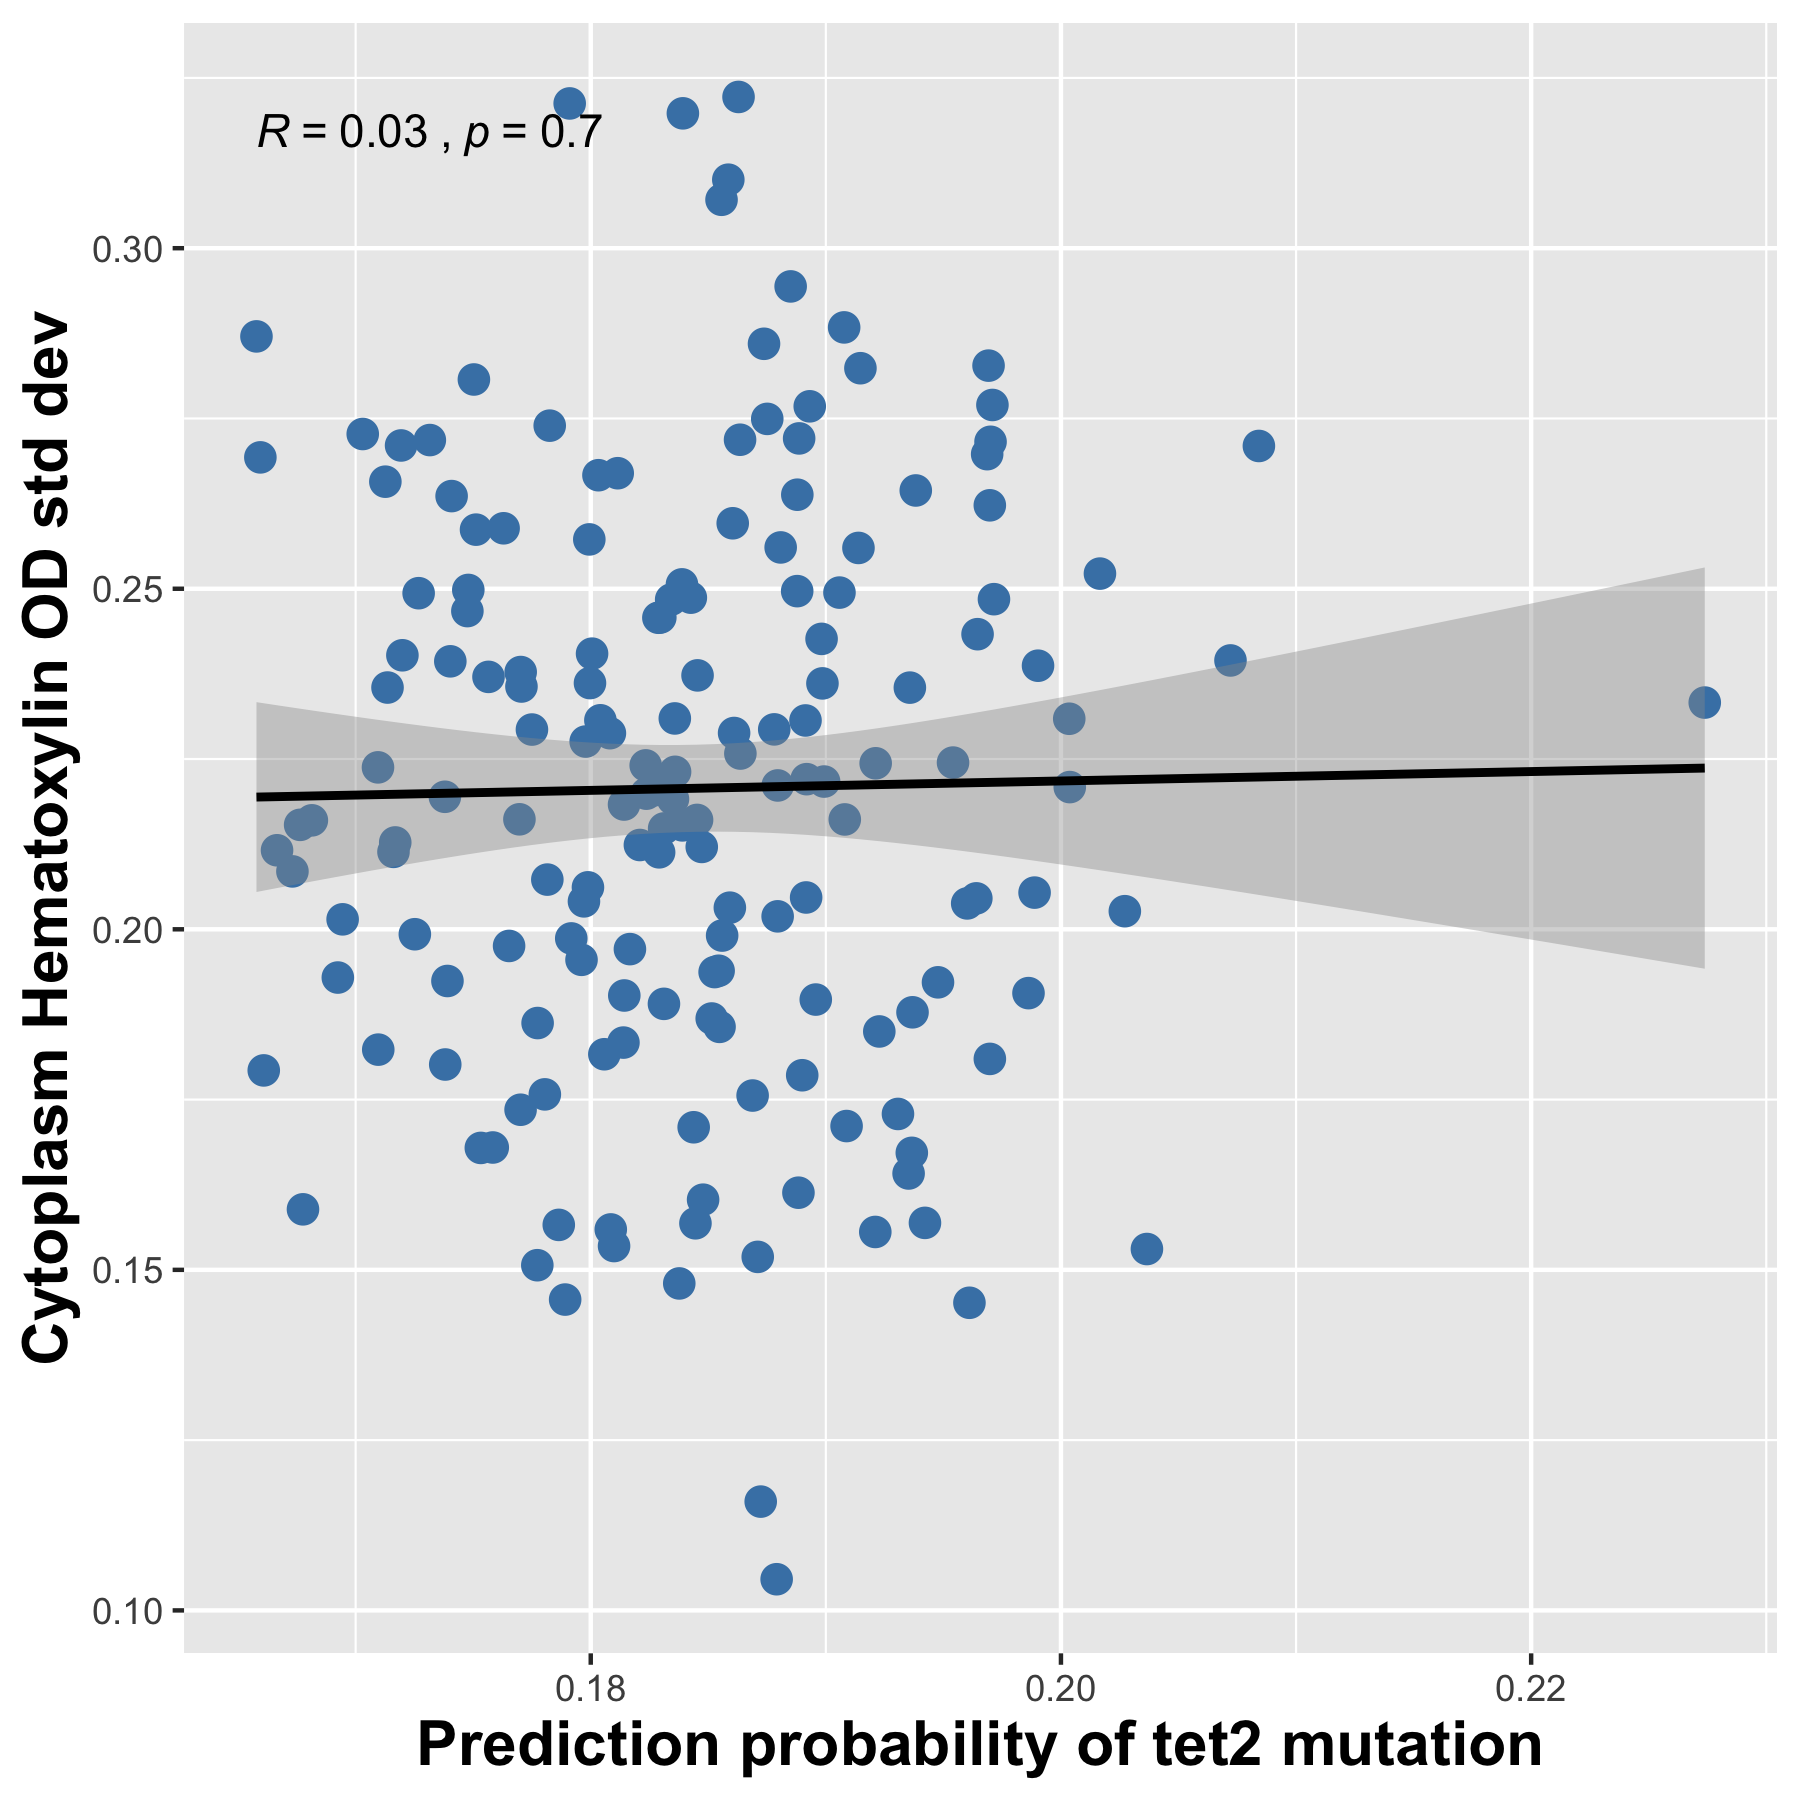 R = 0.03 , p = 0.7
Cytoplasm Hematoxylin OD std dev
0.30
0.25
0.20
0.15
0.10
0.18
0.20
0.22
Prediction probability of tet2 mutation